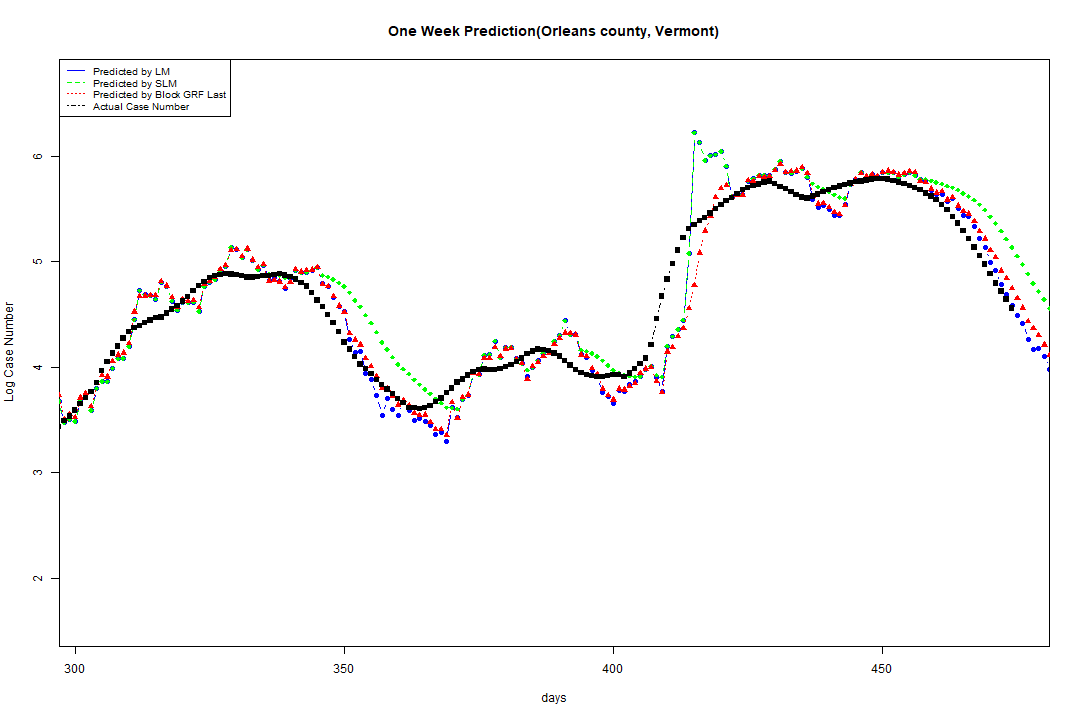 One Week Prediction(Orleans county, Vermont)
Predicted by LM
Predicted by SLM
Predicted by Block GRF Last
Actual Case Number
6
5
4
3
2
Log Case Number
300 350 400 450
days